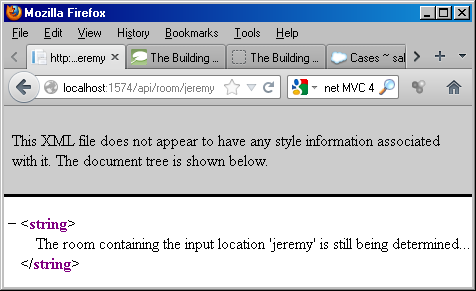 Mozilla Firefox
File Edit View History Bookmarks Tools Help
http:...eremy × The Building ... The Building ... Cases ~ sal
localhost:1574/api/room/jeremy net MVC 4
This XML file does not appear to have any style information associated
with it. The document tree is shown below.
− <string>
The room containing the input location 'jeremy' is still being determined...
</string>